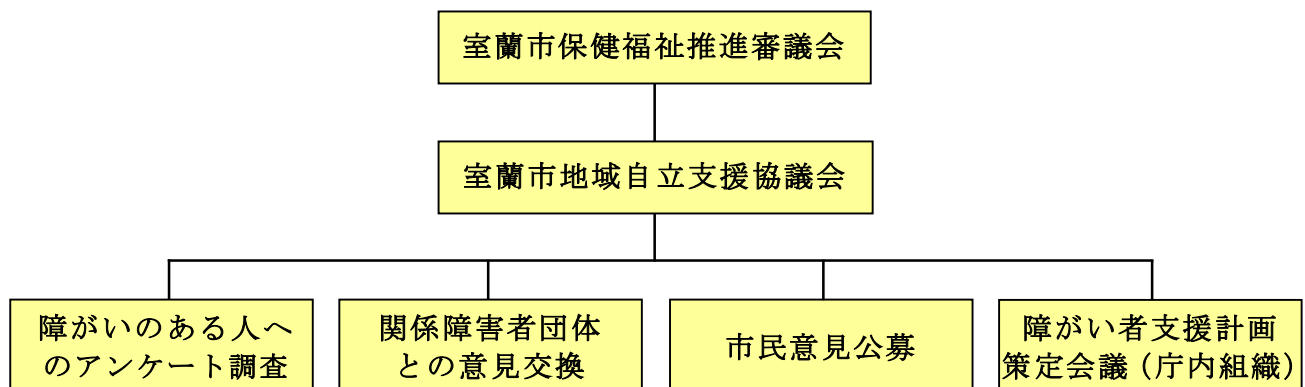 室蘭市保健福祉推進審議会
室蘭市地域自立支援協議会
障がいのある人へ
のアンケート調査
関係障害者団体
との意見交換
市民意見公募
障がい者支援計画
策定会議（庁内組織）